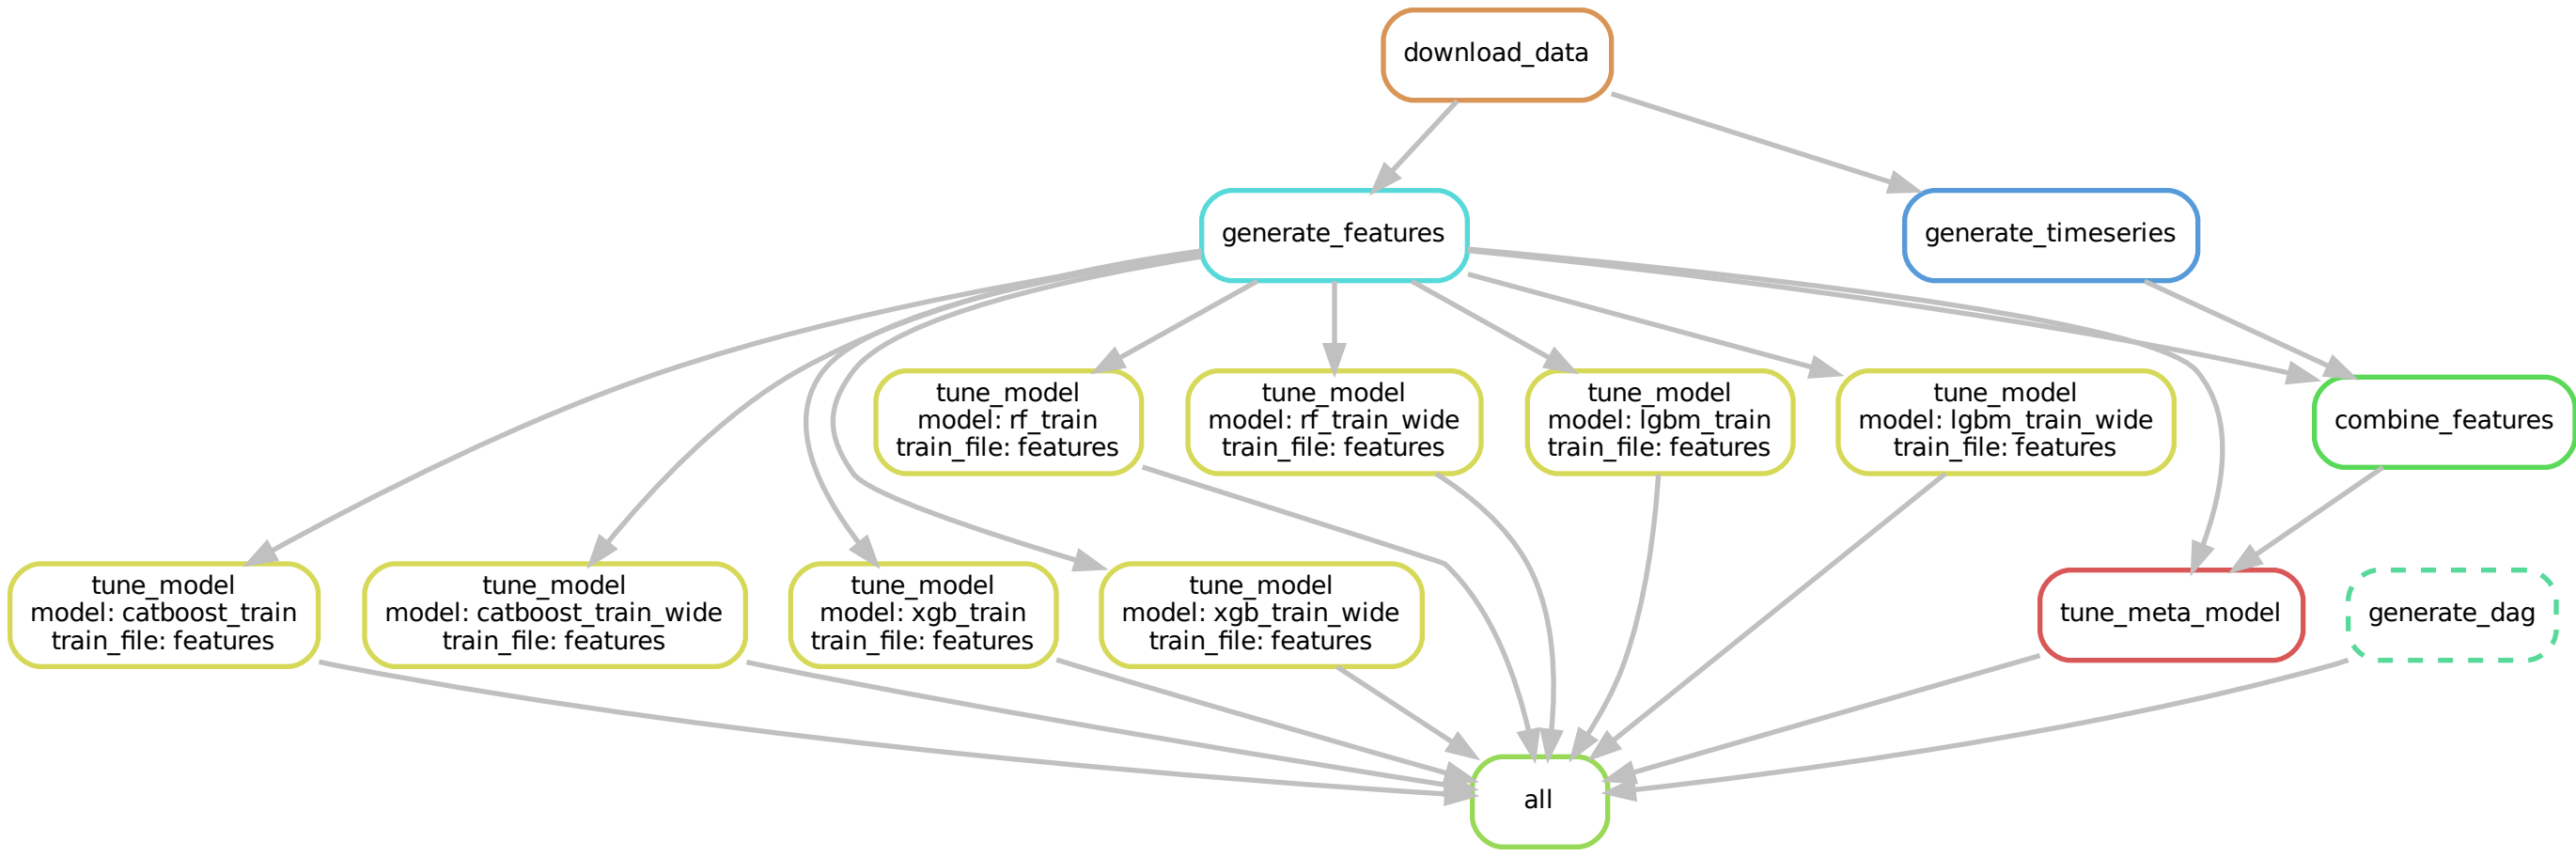 download_data
generate_features
generate_timeseries
tune_model
model: rf_train
train_file: features
tune_model
model: rf_train_wide
train_file: features
tune_model
model: lgbm_train
train_file: features
tune_model
model: lgbm_train_wide
train_file: features
combine_features
tune_model
model: catboost_train
train_file: features
tune_model
model: catboost_train_wide
train_file: features
tune_model
model: xgb_train
train_file: features
tune_model
model: xgb_train_wide
train_file: features
tune_meta_model
generate_dag
all